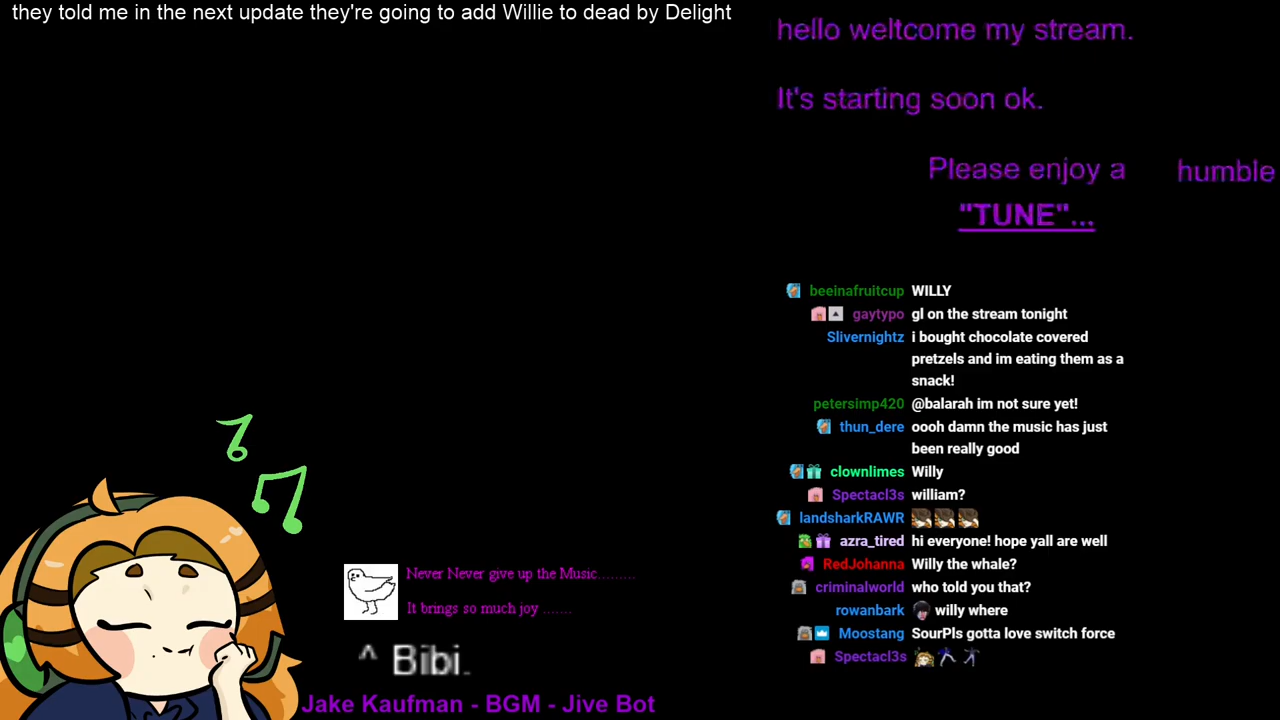 they told me in the next update they're going to add Willie to dead by Delight
hello weltcome my stream.
It's starting soon ok.
Please enjoy a humble
"TUNE"...
beeinafruitcup WILLY
gaytypo gl on the stream tonight
Slivernightz i bought chocolate covered
pretzels and im eating them as a
snack!
petersimp420 @balarah im not sure yet!
thun_dere oooh damn the music has just
been really good
clownlimes Willy
Spectacl3s william?
landsharkRAWR
azra_tired hi everyone! hope yall are well
RedJohanna Willy the whale?
criminalworld who told you that?
rowanbark willy where
Moostang SourPls gotta love switch force
Spectacl3s
Never Never give up the Music.........
It brings so much joy .......
^ Bibi.
Jake Kaufman - BGM - Jive Bot